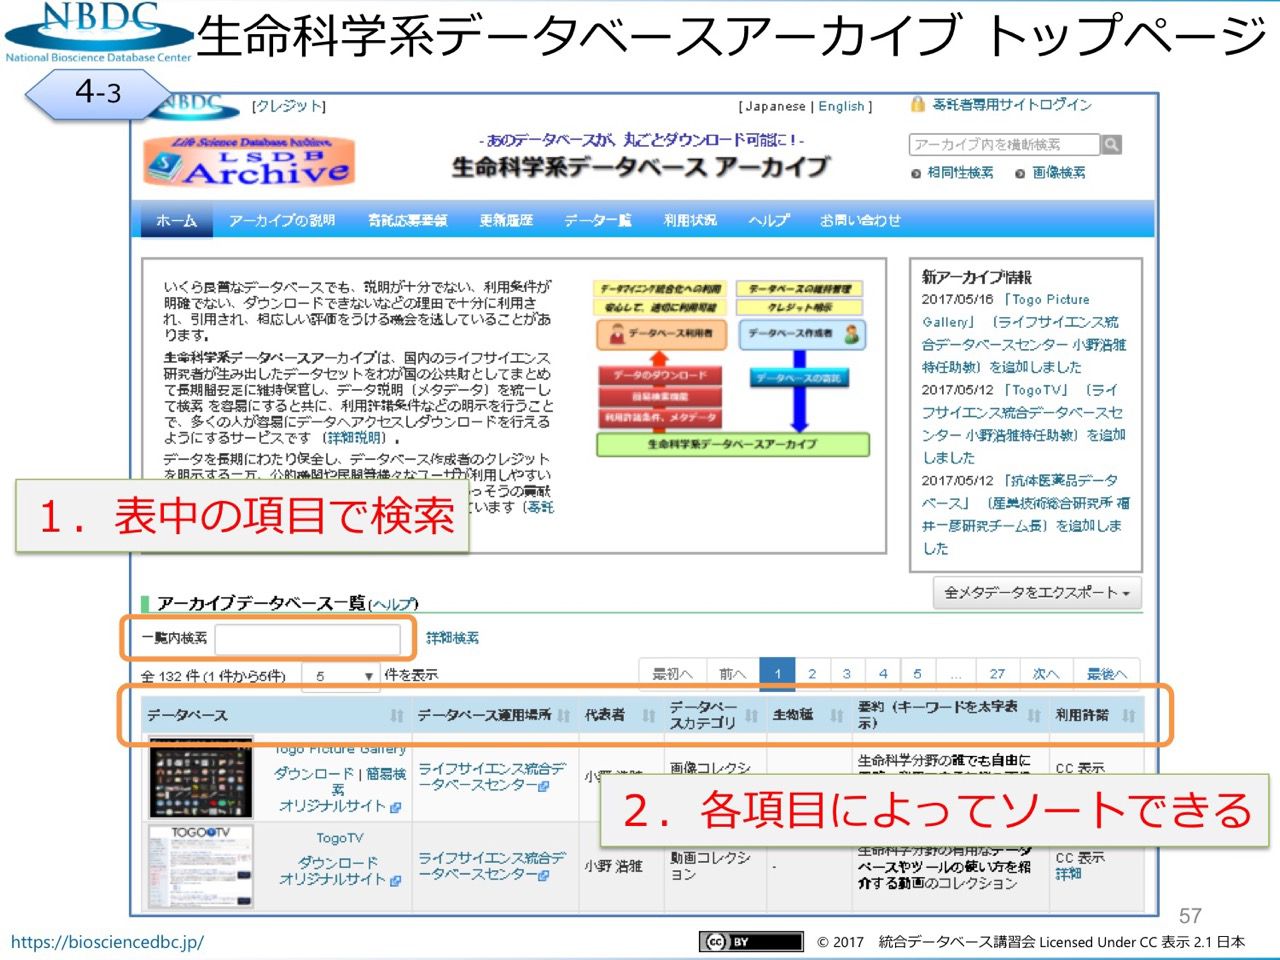 NBDC
National Bioscience Database Center
生命科学系データベースアーカイブ トップページ
4-3
NBDC
[クレジット]
[Japanese | English ]
寄託者専用サイトログイン
Life Science Database Archive
LSDB
Archive
-あのデータベースが、丸ごとダウンロード可能に!-
生命科学系データベース アーカイブ
アーカイブ内を横断検索
相同性検索
画像検索
ホーム
アーカイブの説明
寄託応募要領
更新履歴
データ一覧
利用状況
ヘルプ
お問い合わせ
いくら良質なデータベースでも、説明が十分でない、利用条件が
明確でない、ダウンロードできないなどの理由で十分に利用さ
れ、引用され、相応しい評価をうける機会を逃していることがあ
ります。
生命科学系データベースアーカイブは、国内のライフサイエンス
研究者が生み出したデータセットをわが国の公共財としてまとめ
て長期間安定に維持保管し、データ説明（メタデータ）を統一し
て検索 を容易にすると共に、利用許諾条件などの明示を行うこと
で、多くの人が容易にデータへアクセスしダウンロードを行える
ようにするサービスです（詳細説明）。
データを長期にわたり保全し、データベース作成者のクレジット
を明示する一方、公的機関や民間等様々なユーザが利用しやすい
っそうの貢献
います（寄託
データマイニング統合化への利用
安心して、適切に利用可能
データベースの維持管理
クレジット明示
データベース利用者
データベース作成者
データのダウンロード
簡易検索機能
利用許諾条件、メタデータ
データベースの寄託
生命科学系データベースアーカイブ
新アーカイブ情報
2017/05/16 「Togo Picture
Gallery」（ライフサイエンス統
合データベースセンター 小野浩雅
特任助教）を追加しました
2017/05/12 「TogoTV」（ライ
フサイエンス統合データベースセ
ンター 小野浩雅特任助教）を追加
しました
2017/05/12 「抗体医薬品データ
ベース」（産業技術総合研究所 福
井一彦研究チーム長）を追加しま
した
1．表中の項目で検索
全メタデータをエクスポート
アーカイブデータベース一覧(ヘルプ)
一覧内検索
詳細検索
全 132 件 (1 件から5件)
5
件を表示
最初へ 前へ 1 2 3 4 5 ... 27 次へ 最後へ
データベース
データベース運用場所
代表者
データベー
スカテゴリ
生物種
要約（キーワードを太字表
示）
利用許諾
Togo Picture Gallery
ダウンロード | 簡易検
索
オリジナルサイト
ライフサイエンス統合デ
ータベースセンター
画像コレクシ
生命科学分野の誰でも自由に
CC 表示
2．各項目によってソートできる
TOGOTV
TogoTV
ダウンロード
オリジナルサイト
ライフサイエンス統合デ
ータベースセンター
小野 浩雅
動画コレクシ
ョン
-
生命科学分野の有用なデータ
ベースやツールの使い方を紹
介する動画のコレクション
CC 表示
詳細
57
https://biosciencedbc.jp/
CC BY
© 2017 統合データベース講習会 Licensed Under CC 表示 2.1 日本